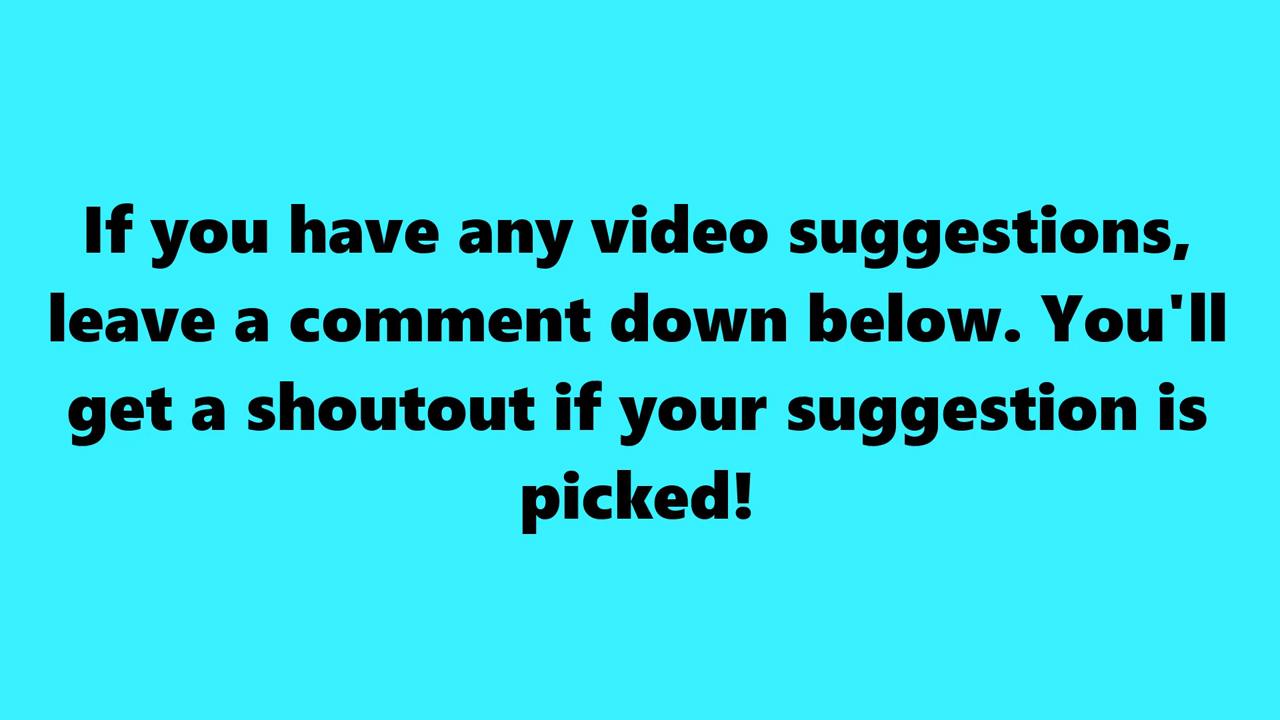 If you have any video suggestions,
leave a comment down below. You'll
get a shoutout if your suggestion is
picked!